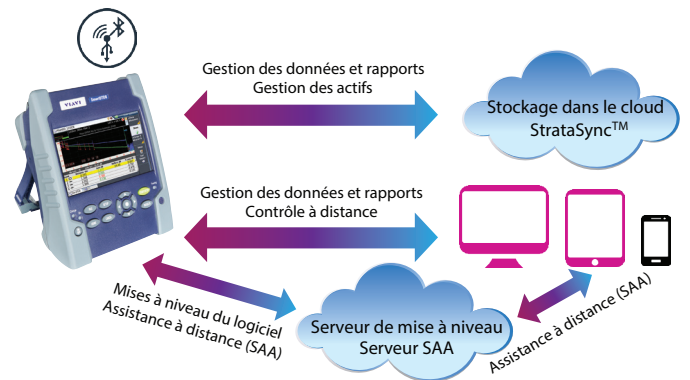 Gestion des données et rapports
Gestion des actifs
Stockage dans le cloud
StrataSync™
VIAVI
Gestion des données et rapports
Contrôle à distance
Mises à niveau du logiciel
Assistance à distance (SAA)
Serveur de mise à niveau
Serveur SAA
Assistance à distance (SAA)